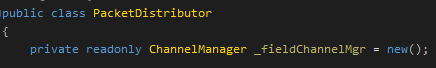 public class PacketDistributor
{
private readonly ChannelManager _fieldChannelMgr = new();